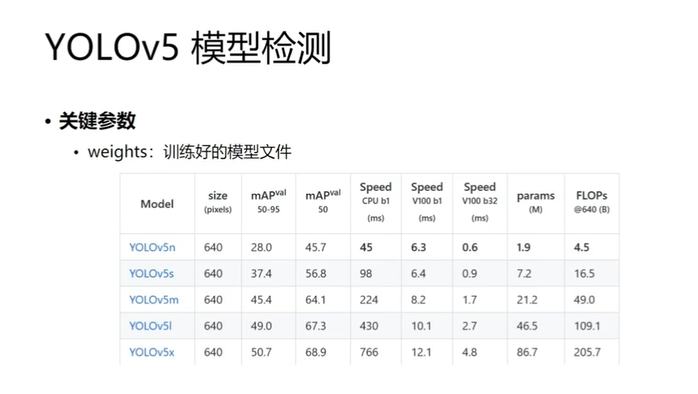 YOLOv5 模型检测
• 关键参数
• weights：训练好的模型文件
Model size (pixels) mAPval 50-95 mAPval 50 Speed CPU b1 (ms) Speed V100 b1 (ms) Speed V100 b32 (ms) params (M) FLOPs @640 (B)
YOLOv5n 640 28.0 45.7 45 6.3 0.6 1.9 4.5
YOLOv5s 640 37.4 56.8 98 6.4 0.9 7.2 16.5
YOLOv5m 640 45.4 64.1 224 8.2 1.7 21.2 49.0
YOLOv5l 640 49.0 67.3 430 10.1 2.7 46.5 109.1
YOLOv5x 640 50.7 68.9 766 12.1 4.8 86.7 205.7